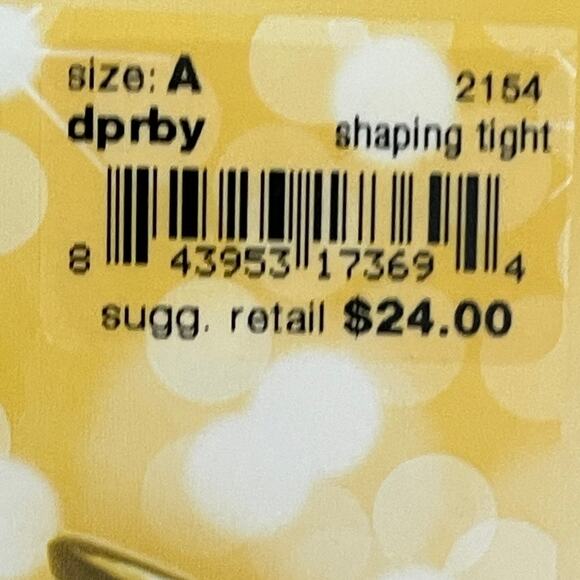 size: A 2154
dprby shaping tight
8 43953 17369 4
sugg. retail $24.00